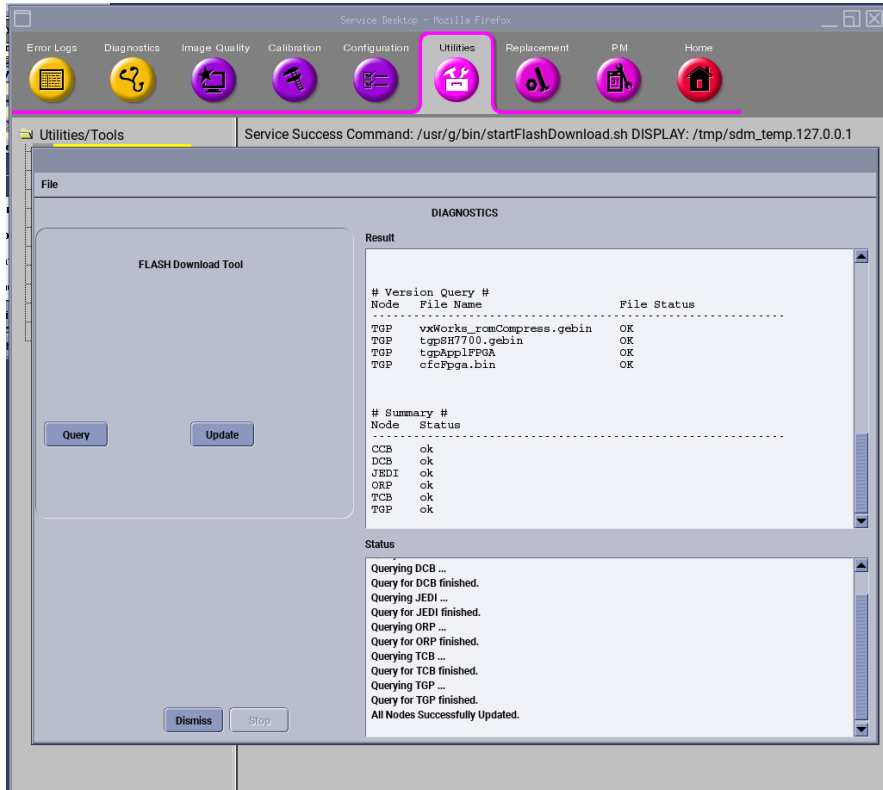 Service Desktop - Mozilla Firefox
Error Logs Diagnostics Image Quality Calibration Configuration Utilities Replacement PM Home
Utilities/Tools
Service Success Command: /usr/g/bin/startFlashDownload.sh DISPLAY: /tmp/sdm_temp.127.0.0.1
File
DIAGNOSTICS
FLASH Download Tool
Query
Update
Dismiss
Stop
Result
# Version Query #
Node File Name File Status
TGP vxWorks_romCompress.gebin OK
TGP tgpSH7700.gebin OK
TGP tgpApplFPGA OK
TGP cfcFpga.bin OK
# Summary #
Node Status
CCB ok
DCB ok
JEDI ok
ORP ok
TCB ok
TGP ok
Status
Querying DCB ...
Query for DCB finished.
Querying JEDI ...
Query for JEDI finished.
Querying ORP ...
Query for ORP finished.
Querying TCB ...
Query for TCB finished.
Querying TGP ...
Query for TGP finished.
All Nodes Successfully Updated.